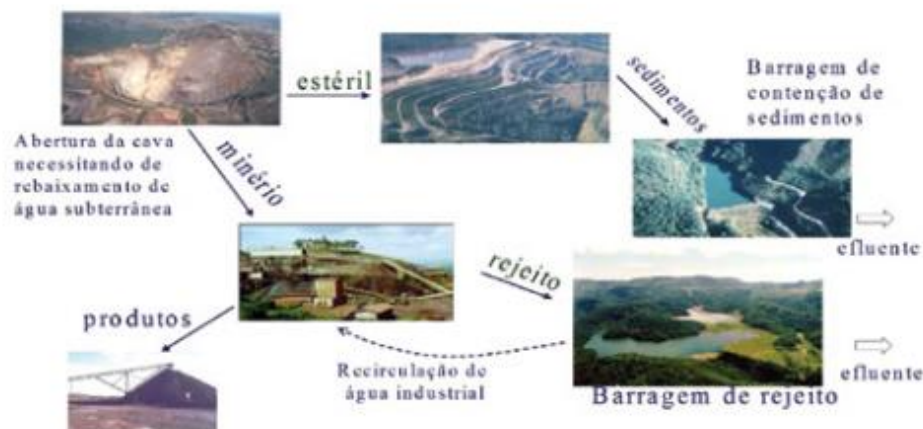 estéril
sedimentos
Barragem de
contenção de
sedimentos
Abertura da cava
necessitando de
rebaixamento de
água subterrânea
minério
efluente
rejeito
produtos
Recirculação de
água industrial
efluente
Barragem de rejeito